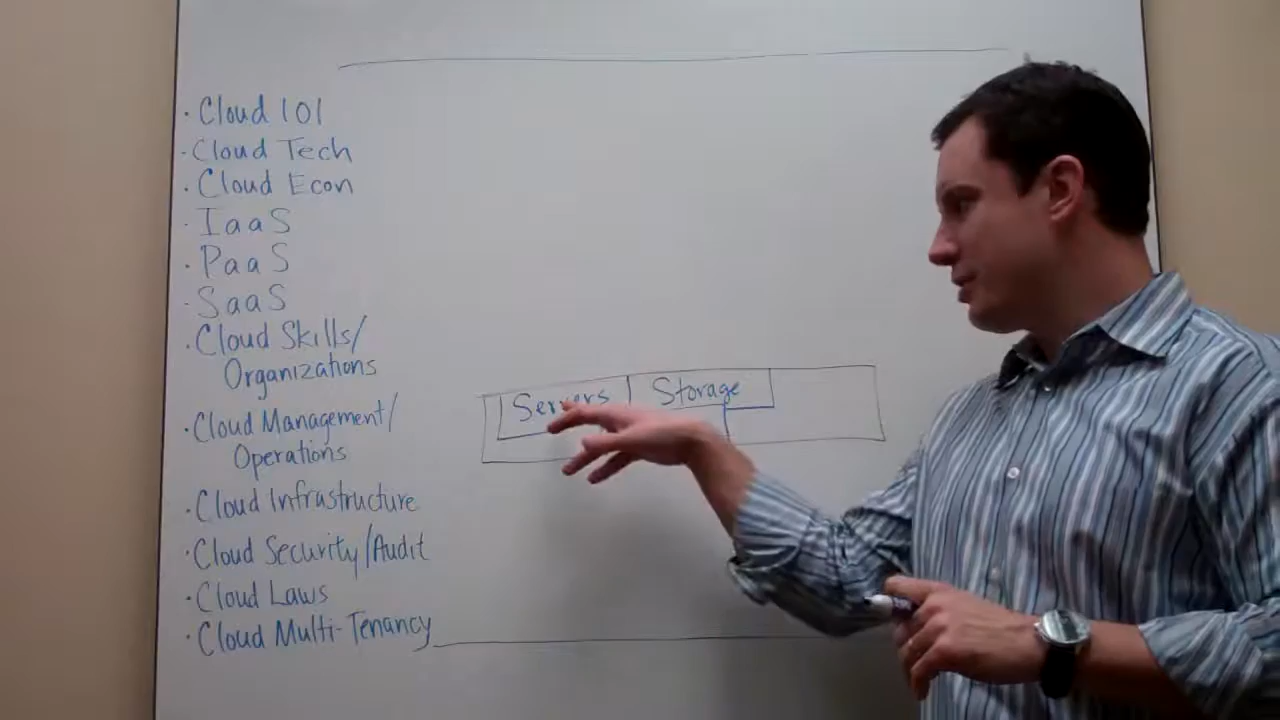 · Cloud 101
· Cloud Tech
· Cloud Econ
· IaaS
· PaaS
· SaaS
· Cloud Skills/
Organizations
· Cloud Management/
Operations
· Cloud Infrastructure
· Cloud Security/Audit
· Cloud Laws
· Cloud Multi-Tenancy
Servers Storage